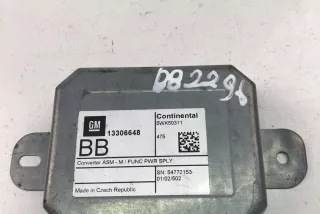 DB2296
GM
13306648
Continental
5WK50311
BB
475
Converter ASM - M / FUNC PWR SPLY
Made in Czech Republic
SN: 54772153
01/02/502